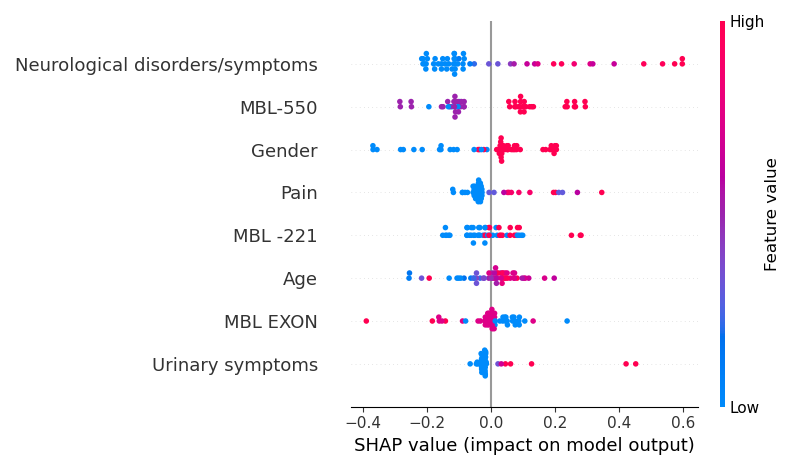 High
Neurological disorders/symptoms
MBL-550
Gender
Pain
MBL -221
Age
MBL EXON
Urinary symptoms
Feature value
Low
−0.4 −0.2 0.0 0.2 0.4 0.6
SHAP value (impact on model output)